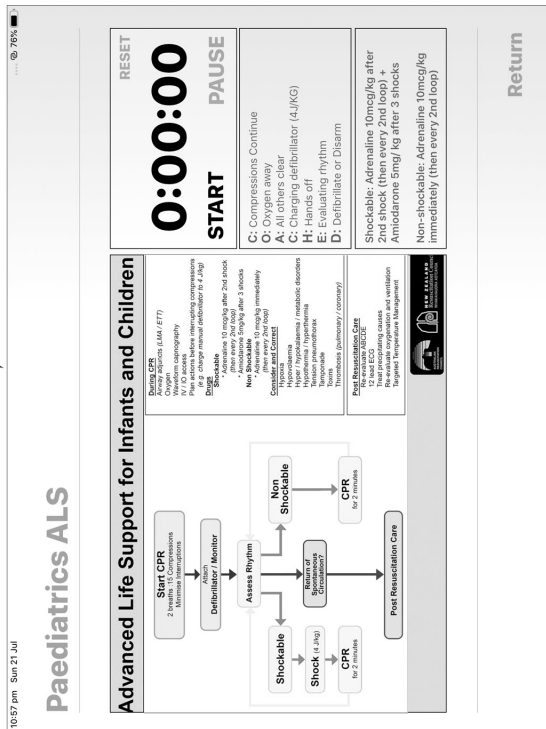 10:57 pm Sun 21 Jul
76%
Paediatrics ALS
Advanced Life Support for Infants and Children
Start CPR
2 breaths :15 Compressions
Minimise Interruptions
Attach
Defibrillator / Monitor
Assess Rhythm
Shockable
Shock (4 J/kg)
CPR
for 2 minutes
Return of
Spontaneous
Circulation?
Post Resuscitation Care
Non
Shockable
CPR
for 2 minutes
During CPR
Airway adjuncts (LMA / ETT)
Oxygen
Waveform capnography
IV / IO access
Plan actions before interrupting compressions
(e.g. charge manual defibrillator to 4 J/kg)
Drugs
Shockable
* Adrenaline 10 mcg/kg after 2nd shock
(then every 2nd loop)
* Amiodarone 5mg/kg after 3 shocks
Non Shockable
* Adrenaline 10 mcg/kg immediately
(then every 2nd loop)
Consider and Correct
Hypoxia
Hypovolaemia
Hyper / hypokalaemia / metabolic disorders
Hypothermia / hyperthermia
Tension pneumothorax
Tamponade
Toxins
Thrombosis (pulmonary / coronary)
Post Resuscitation Care
Re-evaluate ABCDE
12 lead ECG
Treat precipitating causes
Re-evaluate oxygenation and ventilation
Targeted Temperature Management
NEW ZEALAND
Resuscitation Council
RESET
0:00:00
START
PAUSE
C: Compressions Continue
O: Oxygen away
A: All others clear
C: Charging defibrillator (4J/KG)
H: Hands off
E: Evaluating rhythm
D: Defibrillate or Disarm
Shockable: Adrenaline 10mcg/kg after
2nd shock (then every 2nd loop) +
Amiodarone 5mg/ kg after 3 shocks
Non-shockable: Adrenaline 10mcg/kg
immediately (then every 2nd loop)
Return